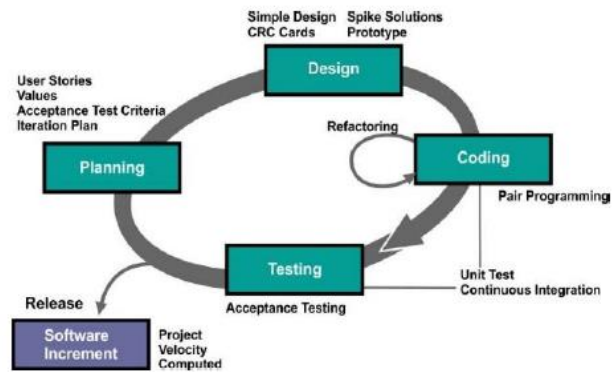 Simple Design
CRC Cards
Spike Solutions
Prototype
Design
User Stories
Values
Acceptance Test Criteria
Iteration Plan
Planning
Refactoring
Coding
Pair Programming
Testing
Acceptance Testing
Unit Test
Continuous Integration
Release
Software
Increment
Project
Velocity
Computed